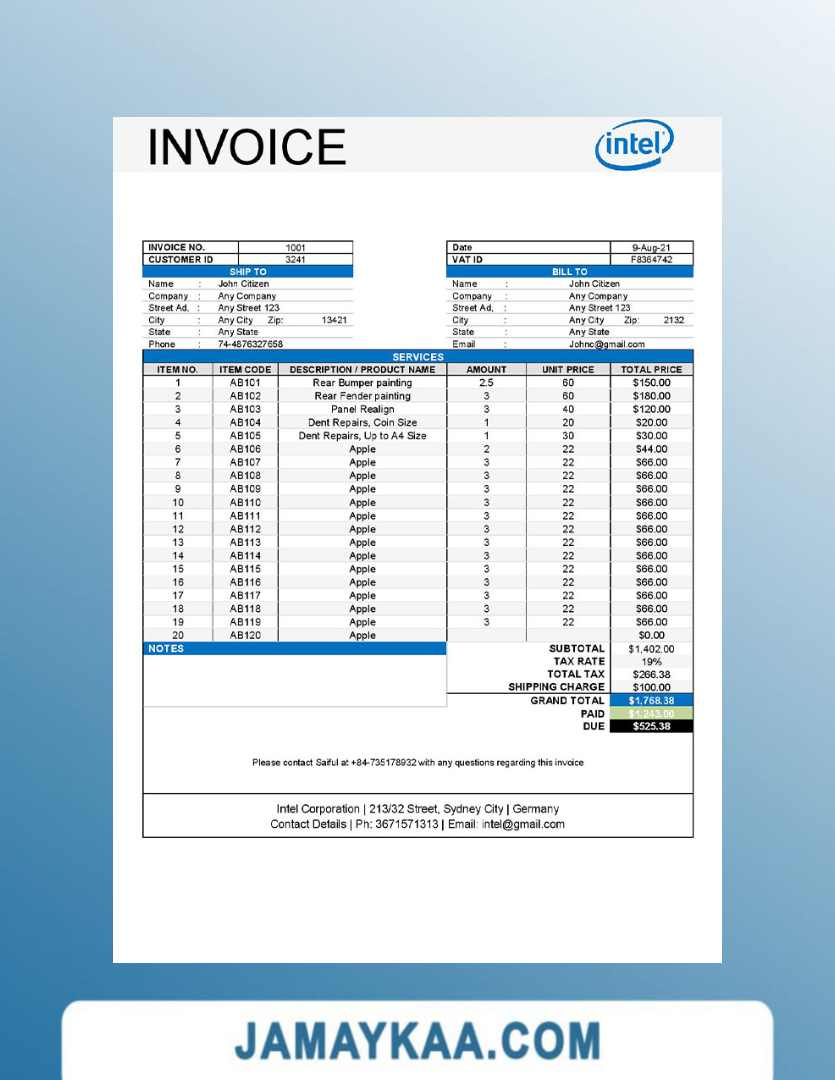 INVOICE
intel
INVOICE NO. 1001 Date 9-Aug-21
CUSTOMER ID 3241 VAT ID F8364742
SHIP TO BILL TO
Name : John Citizen Name : John Citizen
Company : Any Company Company : Any Company
Street Ad, : Any Street 123 Street Ad, : Any Street 123
City : Any City Zip: 13421 City : Any City Zip: 2132
State : Any State State : Any State
Phone : 74-4876327658 Email : Johnc@gmail.com
SERVICES
ITEM NO. ITEM CODE DESCRIPTION / PRODUCT NAME AMOUNT UNIT PRICE TOTAL PRICE
1 AB101 Rear Bumper painting 2.5 60 $150.00
2 AB102 Rear Fender painting 3 60 $180.00
3 AB103 Panel Realign 3 40 $120.00
4 AB104 Dent Repairs, Coin Size 1 20 $20.00
5 AB105 Dent Repairs, Up to A4 Size 1 30 $30.00
6 AB106 Apple 2 22 $44.00
7 AB107 Apple 3 22 $66.00
8 AB108 Apple 3 22 $66.00
9 AB109 Apple 3 22 $66.00
10 AB110 Apple 3 22 $66.00
11 AB111 Apple 3 22 $66.00
12 AB112 Apple 3 22 $66.00
13 AB113 Apple 3 22 $66.00
14 AB114 Apple 3 22 $66.00
15 AB115 Apple 3 22 $66.00
16 AB116 Apple 3 22 $66.00
17 AB117 Apple 3 22 $66.00
18 AB118 Apple 3 22 $66.00
19 AB119 Apple 3 22 $66.00
20 AB120 Apple $0.00
NOTES SUBTOTAL $1,402.00
TAX RATE 19%
TOTAL TAX $266.38
SHIPPING CHARGE $100.00
GRAND TOTAL $1,768.38
PAID $1,243.00
DUE $525.38
Please contact Saiful at +84-735178932 with any questions regarding this invoice
Intel Corporation | 213/32 Street, Sydney City | Germany
Contact Details | Ph: 3671571313 | Email: intel@gmail.com
JAMAYKAA.COM